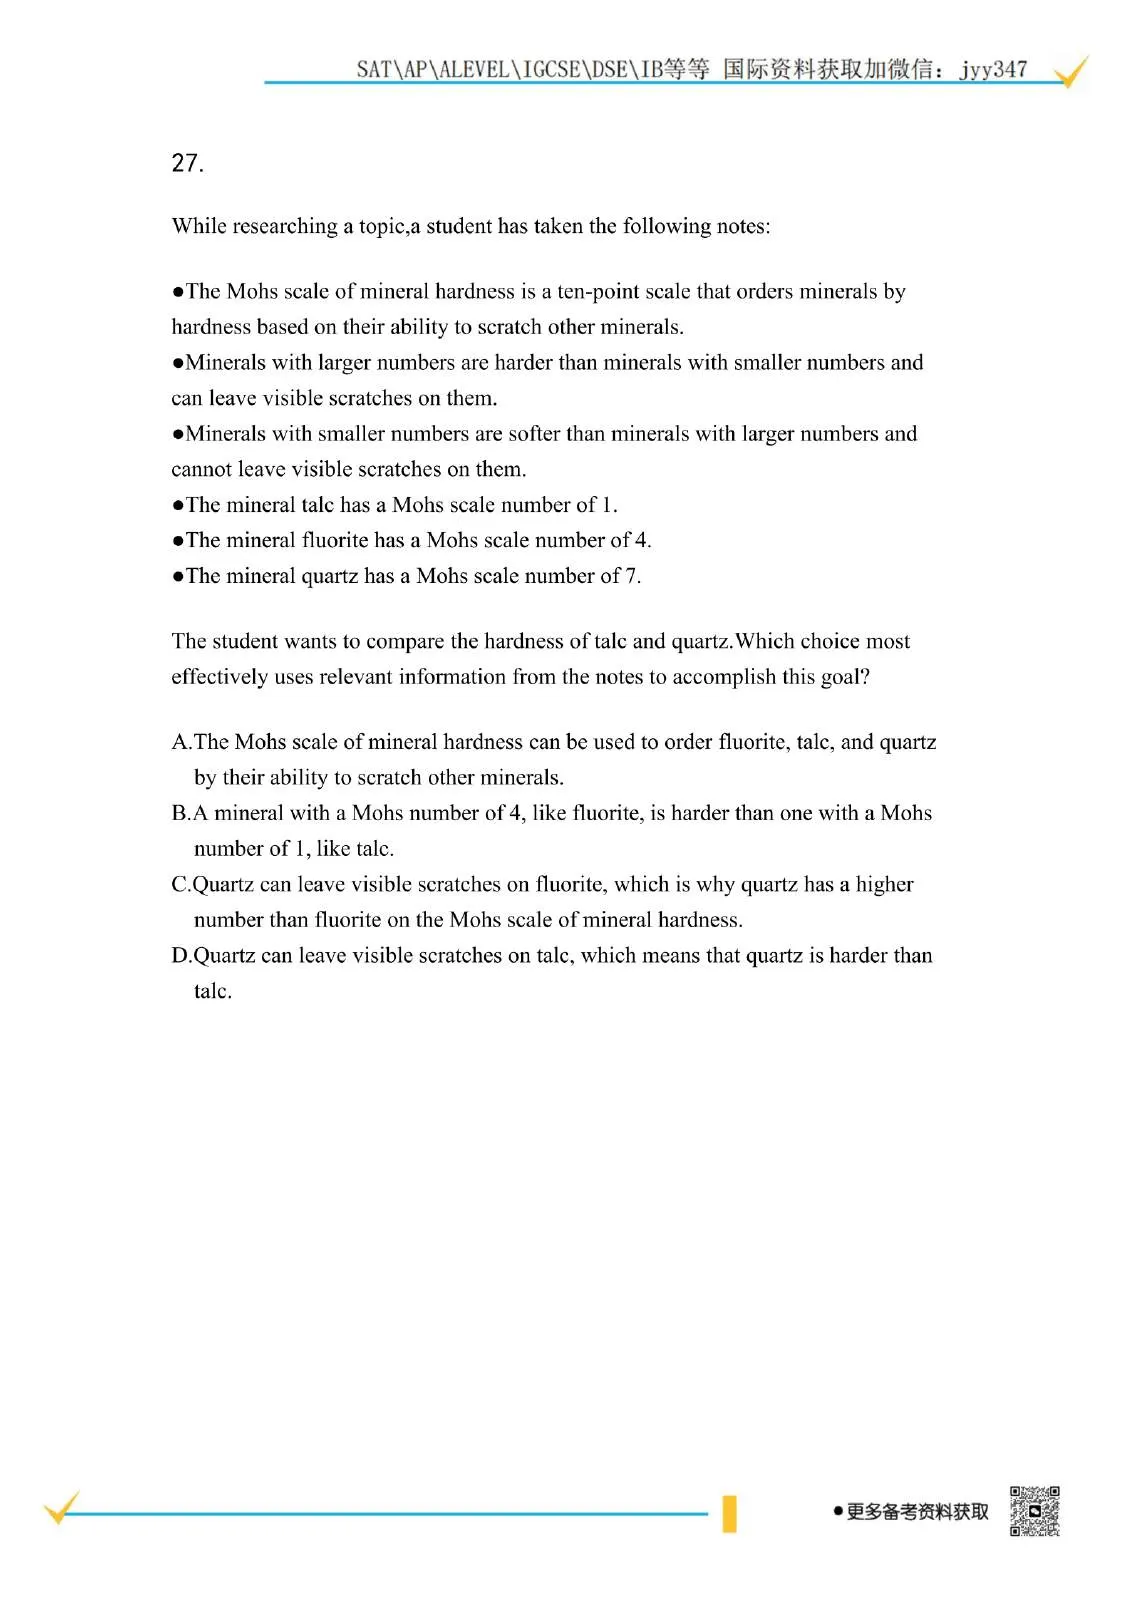 SAT\AP\ALEVEL\IGCSE\DSE\IB等等 国际资料获取加微信：jyy347
27.
While researching a topic,a student has taken the following notes:
●The Mohs scale of mineral hardness is a ten-point scale that orders minerals by
hardness based on their ability to scratch other minerals.
●Minerals with larger numbers are harder than minerals with smaller numbers and
can leave visible scratches on them.
●Minerals with smaller numbers are softer than minerals with larger numbers and
cannot leave visible scratches on them.
●The mineral talc has a Mohs scale number of 1.
●The mineral fluorite has a Mohs scale number of 4.
●The mineral quartz has a Mohs scale number of 7.
The student wants to compare the hardness of talc and quartz.Which choice most
effectively uses relevant information from the notes to accomplish this goal?
A.The Mohs scale of mineral hardness can be used to order fluorite, talc, and quartz
by their ability to scratch other minerals.
B.A mineral with a Mohs number of 4, like fluorite, is harder than one with a Mohs
number of 1, like talc.
C.Quartz can leave visible scratches on fluorite, which is why quartz has a higher
number than fluorite on the Mohs scale of mineral hardness.
D.Quartz can leave visible scratches on talc, which means that quartz is harder than
talc.
●更多备考资料获取